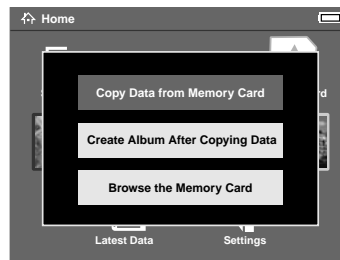 Home
Copy Data from Memory Card
Create Album After Copying Data
Browse the Memory Card
Latest Data
Settings